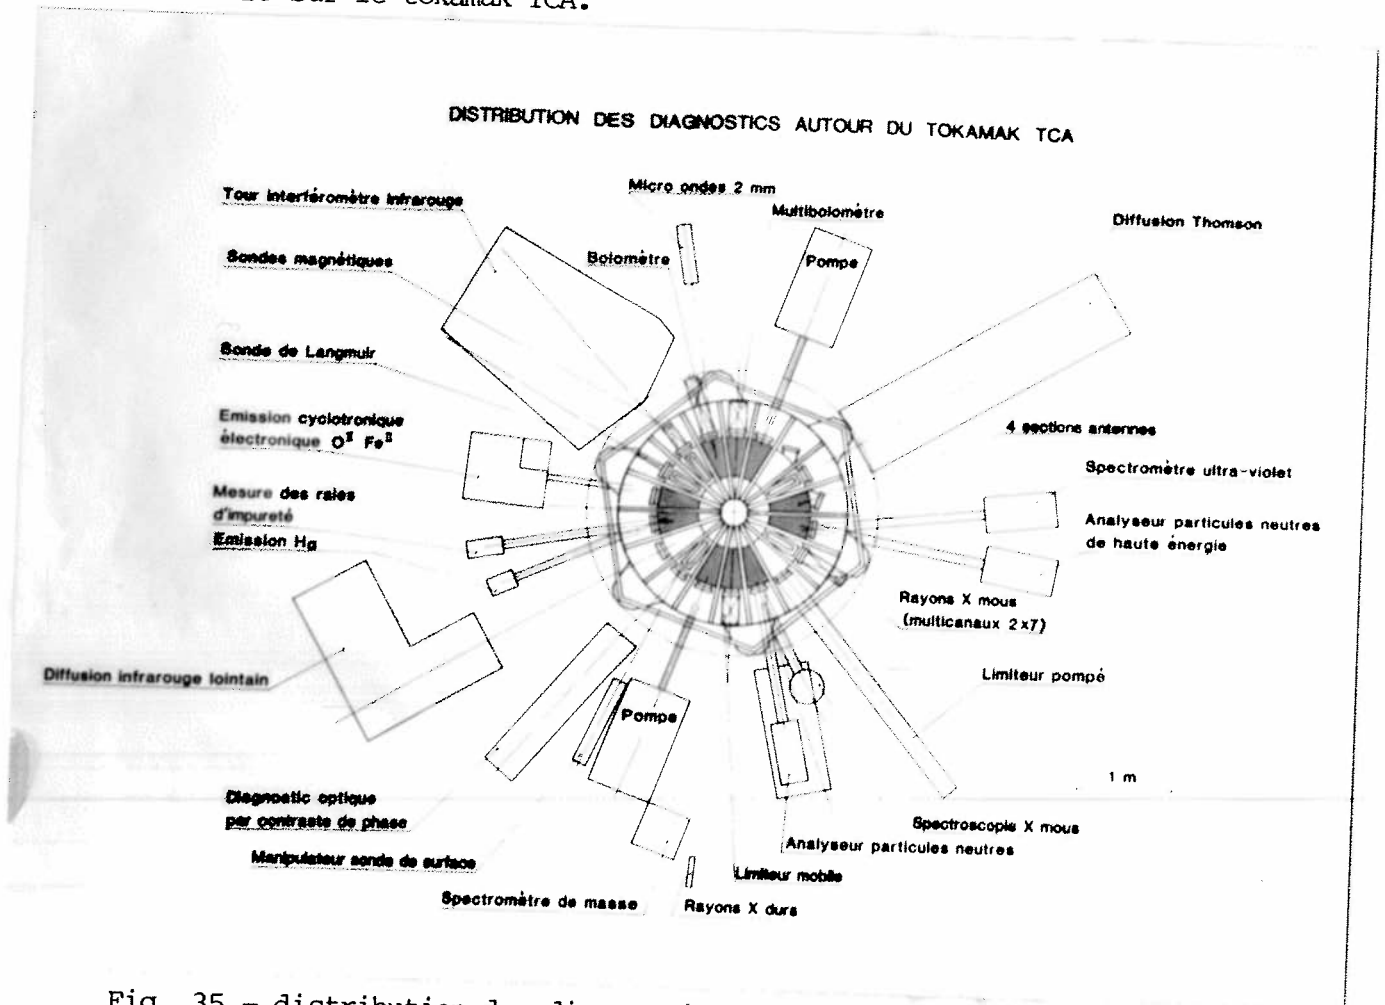 sur le tokamak TCA.
DISTRIBUTION DES DIAGNOSTICS AUTOUR DU TOKAMAK TCA
Tour interféromètre infrarouge
Micro ondes 2 mm
Multibolomètre
Diffusion Thomson
Sondes magnétiques
Bolomètre
Pompe
Sonde de Langmuir
Emission cyclotronique
électronique O
4 sections antennes
Spectromètre ultra-violet
Mesure des raies
d'impureté
Analyseur particules neutres
de haute énergie
Emission Hα
Rayons X mous
(multicanaux 2x7)
Diffusion infrarouge lointain
Limiteur pompé
Pompe
1 m
Diagnostic optique
par contraste de phase
Spectroscopie X mous
Analyseur particules neutres
Manipulateur sonde de surface
Limiteur mobile
Spectromètre de masse
Rayons X durs
Fig. 35 - distribution